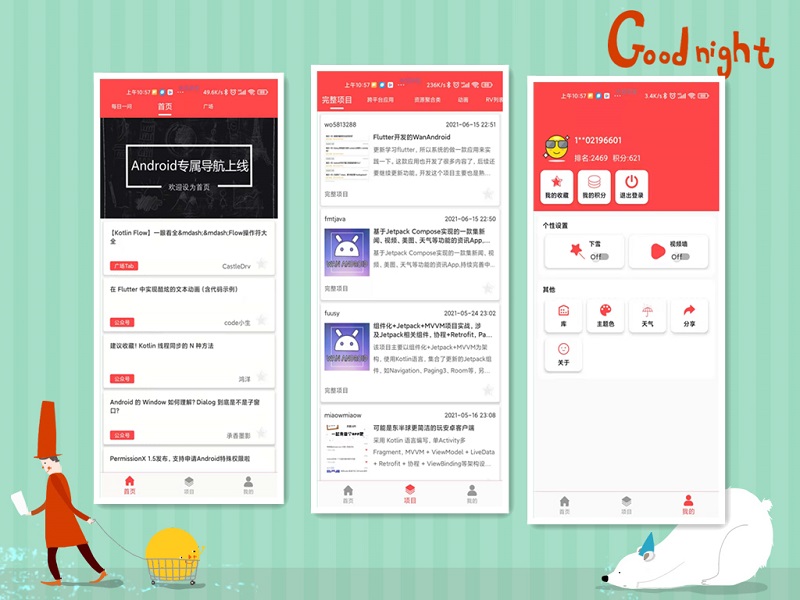 Good night
上午10:57
49.6K/s
每日一问
首页
广场
Android专属导航上线
欢迎设为首页
【Kotlin Flow】一眼看全&mdash;&mdash;Flow操作符大
全
广场Tab
CastleDrv
在 Flutter 中实现酷炫的文本动画 (含代码示例)
公众号
code小生
建议收藏! Kotlin 线程同步的 N 种方法
公众号
鸿洋
Android 的 Window 如何理解? Dialog 到底是不是子窗
口?
公众号
承香墨影
PermissionX 1.5发布, 支持申请Android特殊权限啦
首页
项目
我的
上午10:57
236K/s
完整项目
跨平台应用
资源聚合类
动画
RV列表
wo5813288
2021-06-15 22:51
Flutter开发的WanAndroid
更新学习flutter, 所以系统的做一款应用来实
践一下, 这款应用也开发了很多内容了, 后续还
要继续更新功能, 开发这个项目主要也是熟...
完整项目
fmtjava
2021-06-15 22:50
基于Jetpack Compose实现的一款集新
闻、视频、美图、天气等功能的资讯App,...
基于Jetpack Compose实现的一款集新闻、视
频、美图、天气等功能的资讯App,持续完善中...
WAN ANDROID
完整项目
fuusy
2021-05-24 23:02
组件化+Jetpack+MVVM项目实战, 涉
及Jetpack相关组件, 协程+Retrofit, Pa...
该项目主要以组件化+Jetpack+MVVM为架
构, 使用Kotlin语言, 集合了更新的Jetpack组
件, 如Navigation, Paging3, Room等, 另...
WAN ANDROID
完整项目
miaowmiaow
2021-05-16 23:08
可能是东半球更简洁的玩安卓客户端
采用 Kotlin 语言编写, 单Activity多
Fragment, MVVM + ViewModel + LiveData
+ Retrofit + 协程 + ViewBinding等架构设...
首页
项目
我的
上午10:57
3.4K/s
1**02196601
排名:2469 积分:621
我的收藏
我的积分
退出登录
个性设置
下雪
Off
视频墙
Off
其他
库
主题色
天气
分享
关于
首页
项目
我的